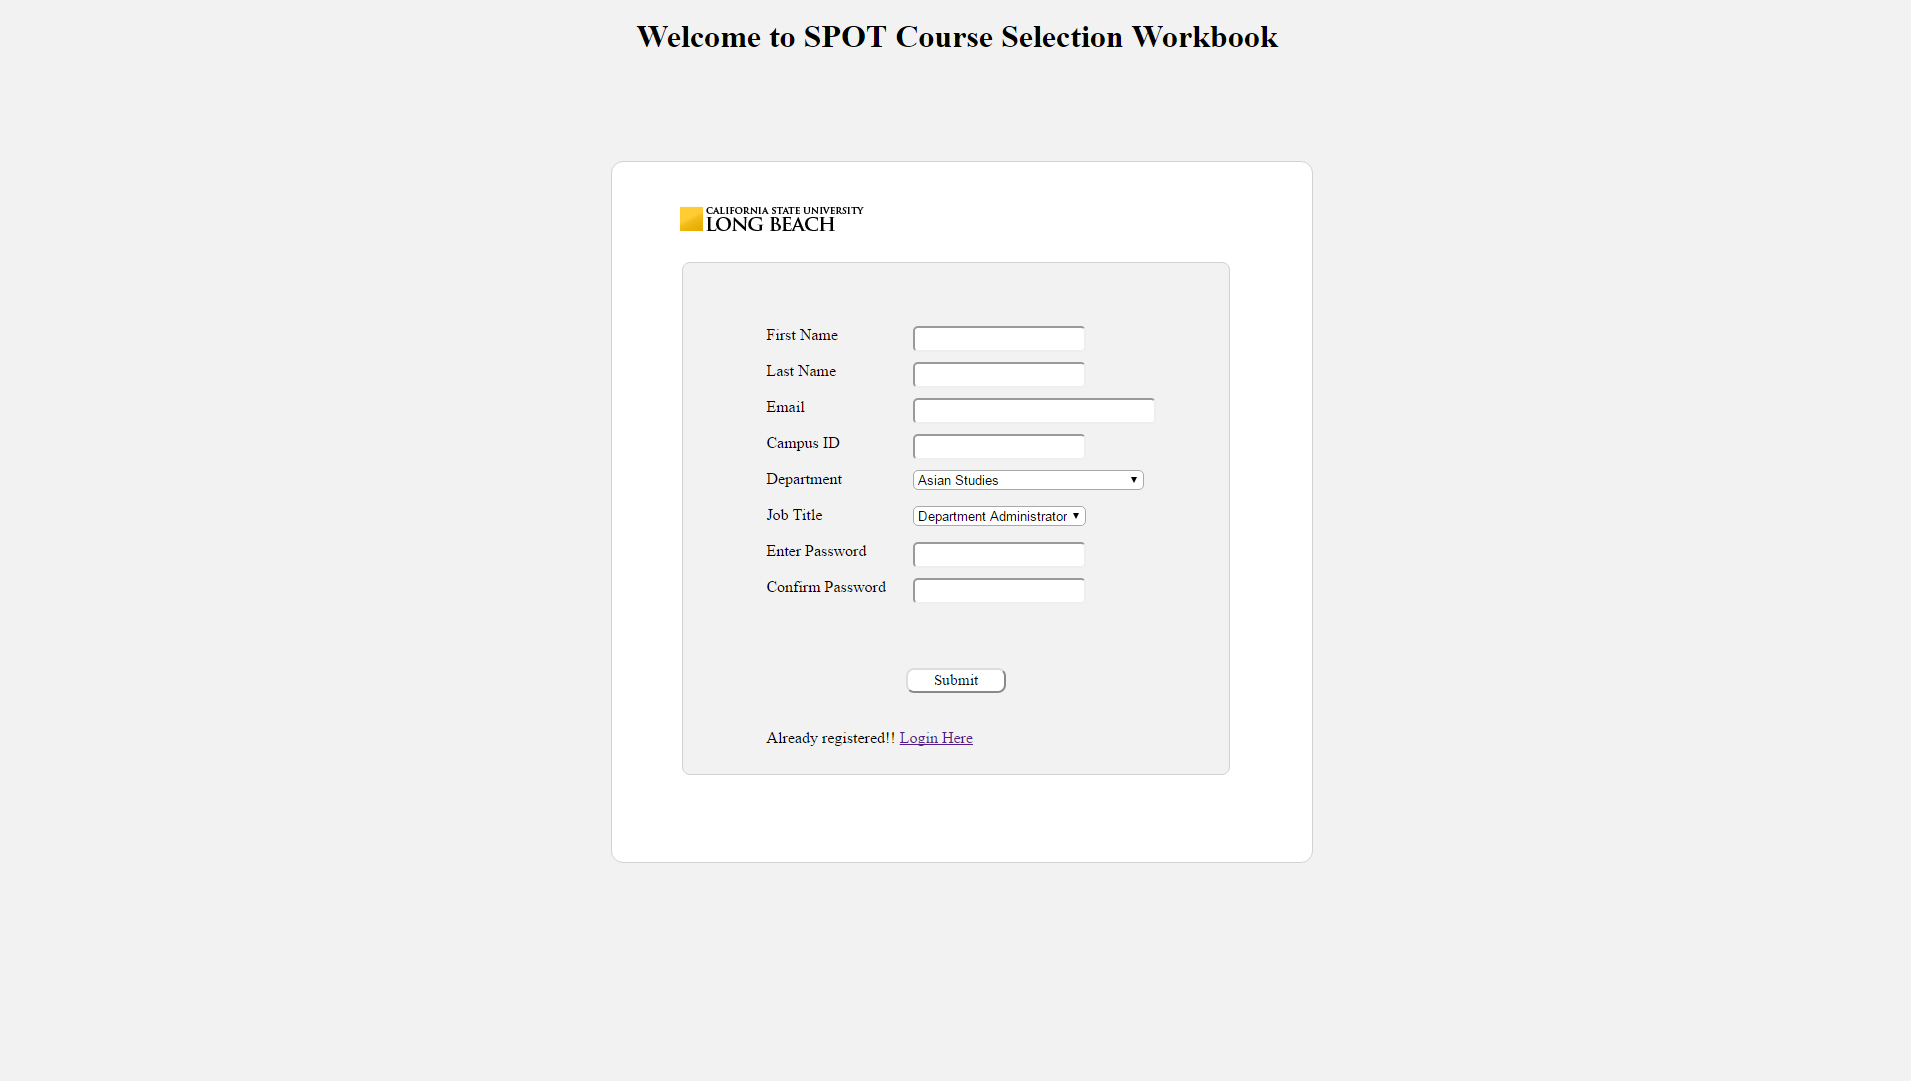 Welcome to SPOT Course Selection Workbook
CALIFORNIA STATE UNIVERSITY
LONG BEACH
First Name
Last Name
Email
Campus ID
Department Asian Studies
Job Title Department Administrator
Enter Password
Confirm Password
Submit
Already registered!! Login Here